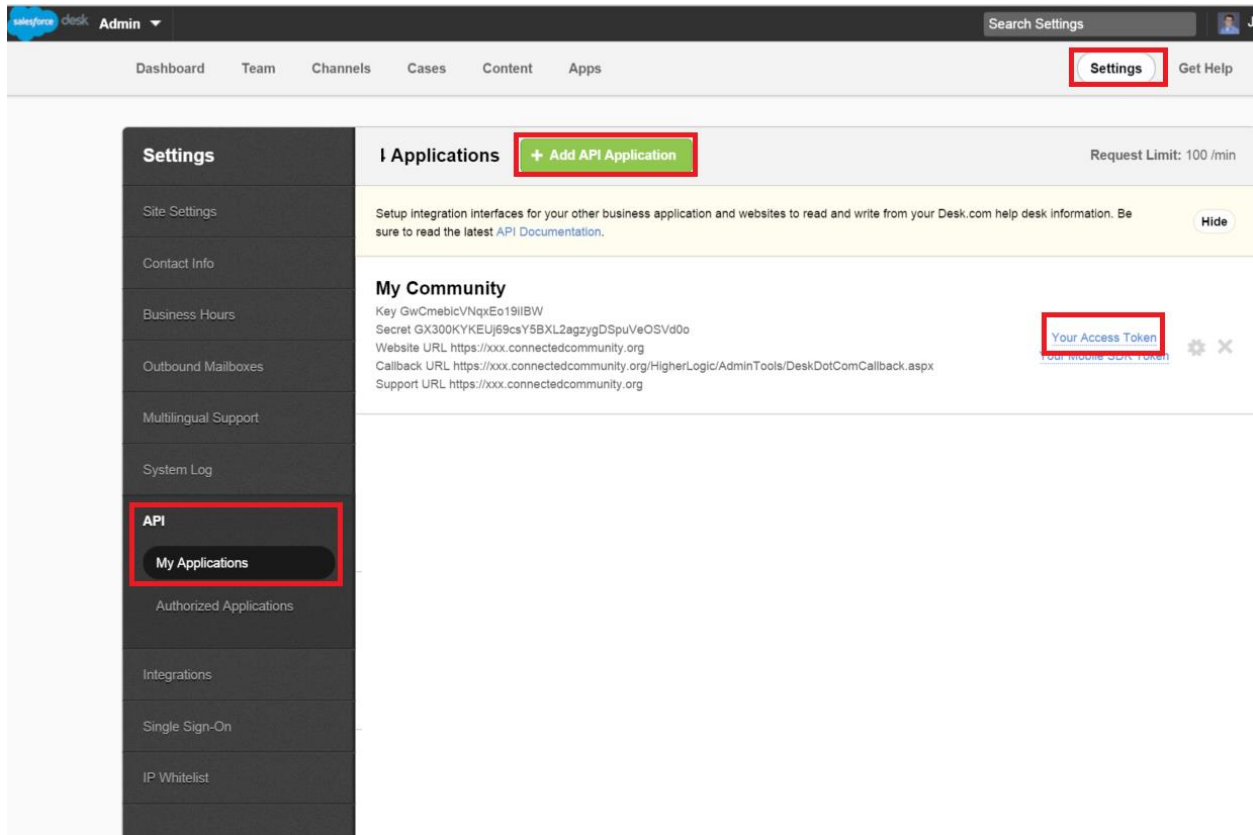 salesforce desk Admin
Search Settings
J
Dashboard Team Channels Cases Content Apps
Settings Get Help
Settings
Site Settings
Contact Info
Business Hours
Outbound Mailboxes
Multilingual Support
System Log
API
My Applications
Authorized Applications
Integrations
Single Sign-On
IP Whitelist
Applications + Add API Application Request Limit: 100 /min
Setup integration interfaces for your other business application and websites to read and write from your Desk.com help desk information. Be
sure to read the latest API Documentation.
Hide
My Community
Key GwCmebicVNqxEo19iIBW
Secret GX300KYKEUj69csY5BXL2agzygDSpuVeOSVd0o
Website URL https://xxx.connectedcommunity.org
Callback URL https://xxx.connectedcommunity.org/HigherLogic/AdminTools/DeskDotComCallback.aspx
Support URL https://xxx.connectedcommunity.org
Your Access Token
Your Mobile SDK Token